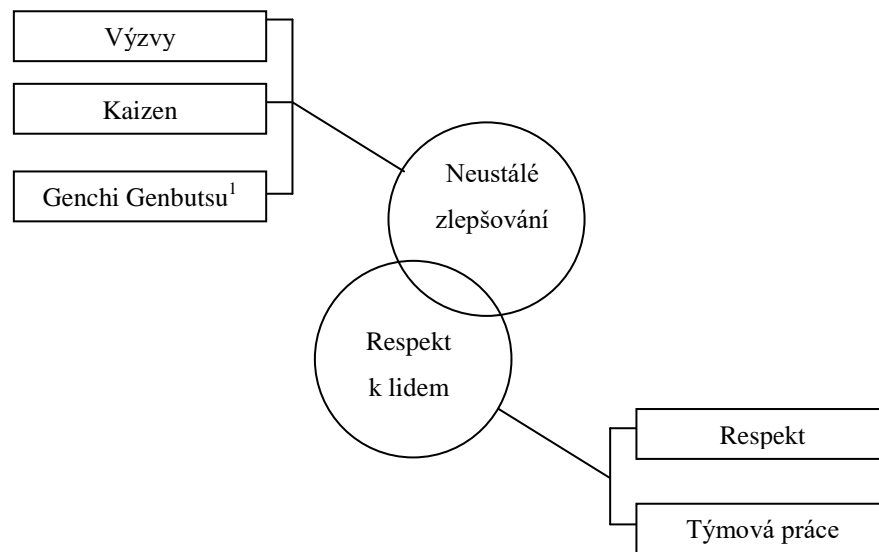 Výzvy
Kaizen
Genchi Genbutsu¹
Neustálé
zlepšování
Respekt
k lidem
Respekt
Týmová práce